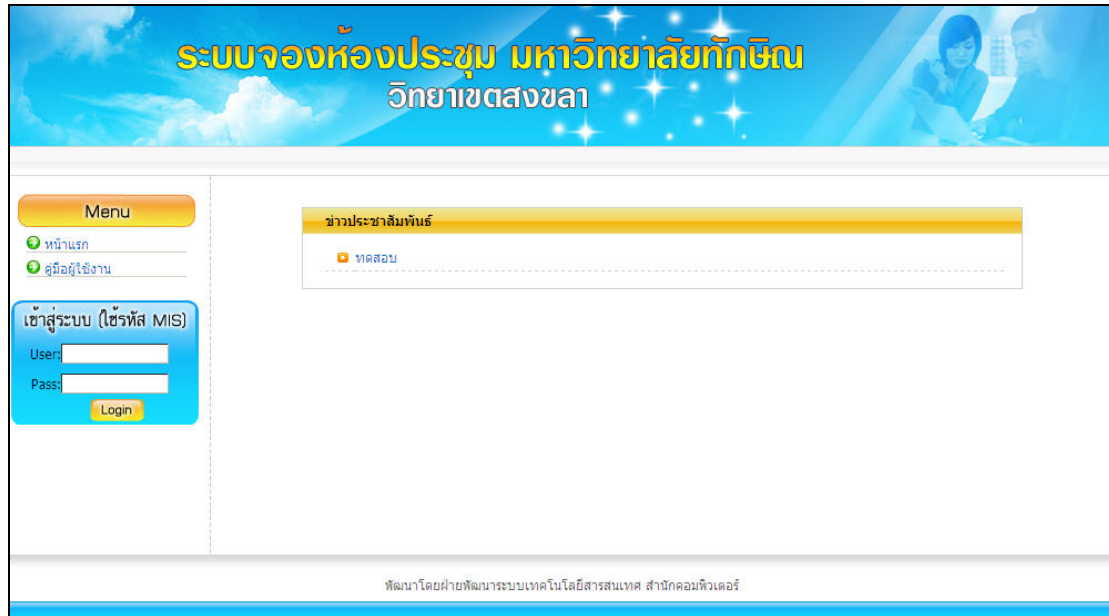 ระบบจองห้องประชุม มหาวิทยาลัยทักษิณ
วิทยาเขตสงขลา
Menu
หน้าแรก
คู่มือผู้ใช้งาน
เข้าสู่ระบบ (ใช้รหัส MIS)
User:
Pass:
Login
ข่าวประชาสัมพันธ์
ทดสอบ
พัฒนาโดยฝ่ายพัฒนาระบบเทคโนโลยีสารสนเทศ สำนักคอมพิวเตอร์